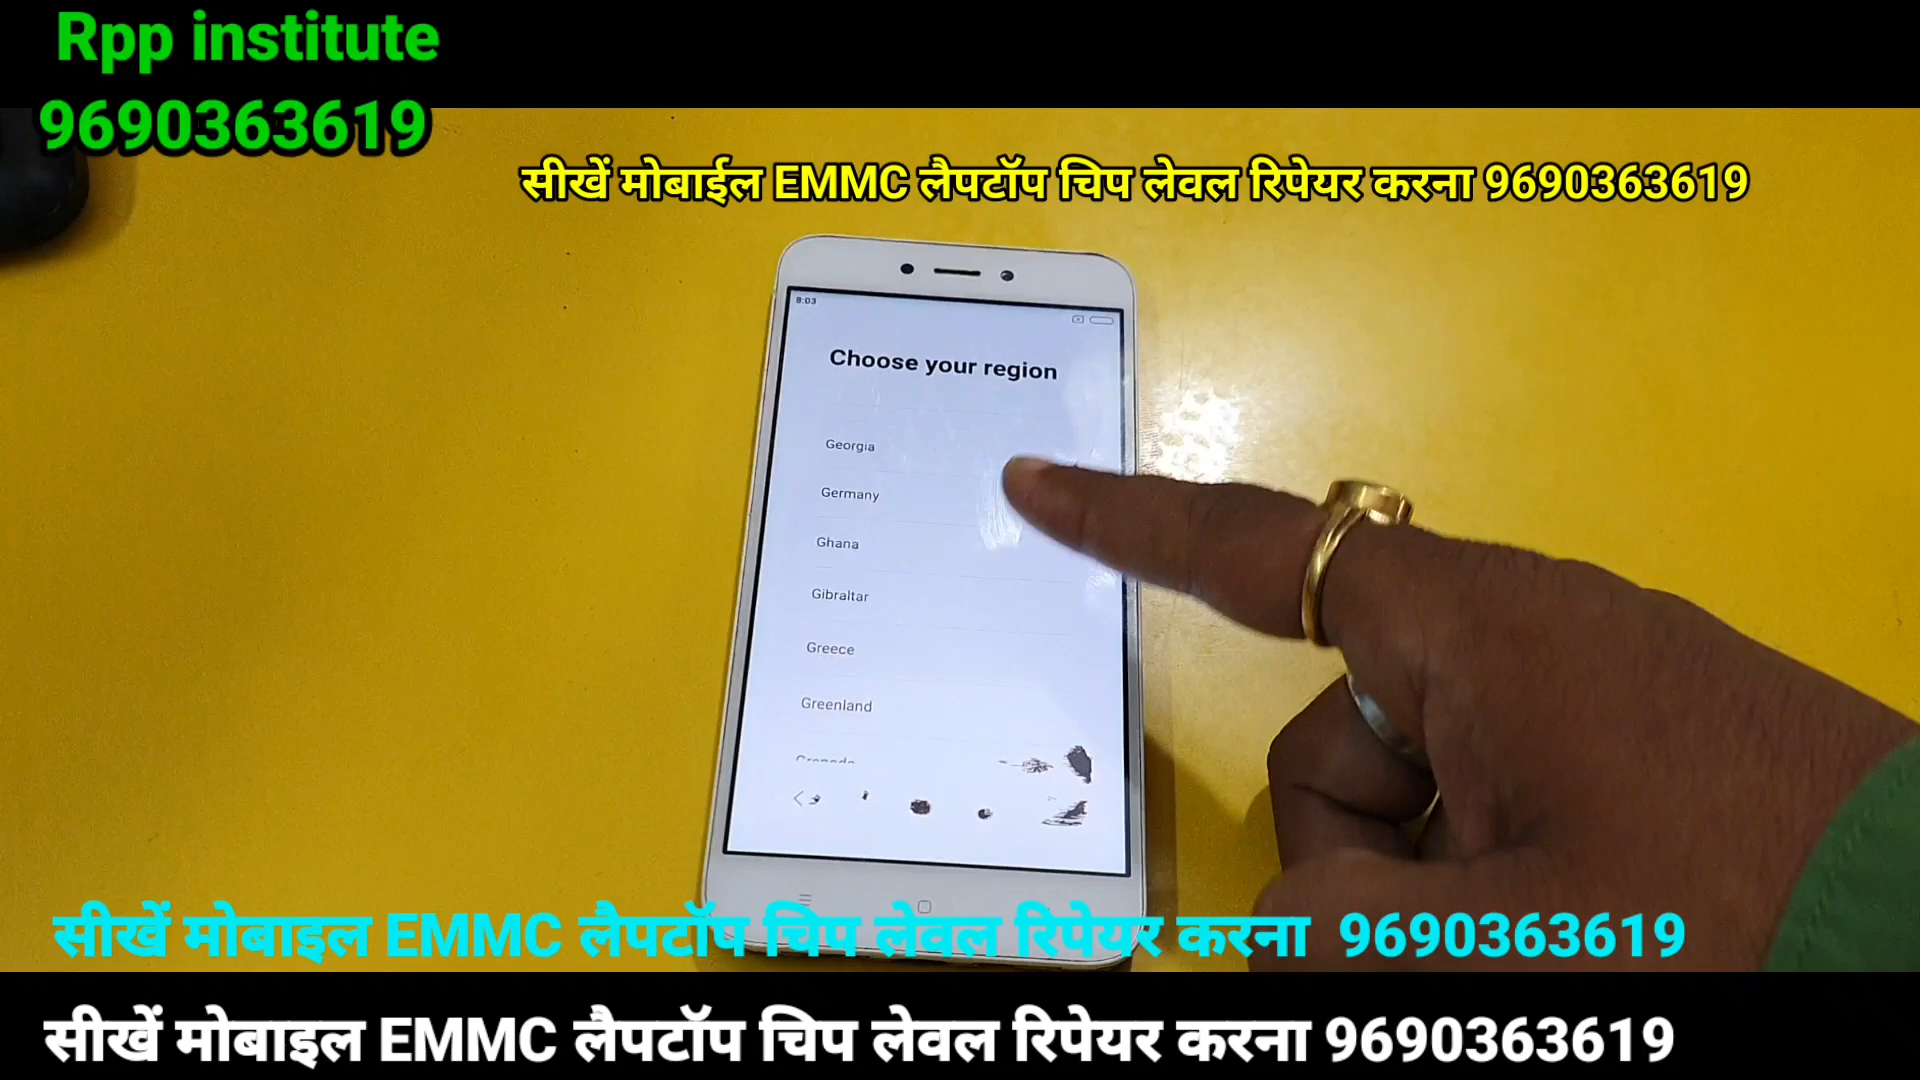 Rpp institute
9690363619
सीखें मोबाईल EMMC लैपटॉप चिप लेवल रिपेयर करना 9690363619
8:03
Choose your region
Georgia
Germany
Ghana
Gibraltar
Greece
Greenland
सीखें मोबाइल EMMC लैपटॉप चिप लेवल रिपेयर करना 9690363619
सीखें मोबाइल EMMC लैपटॉप चिप लेवल रिपेयर करना 9690363619